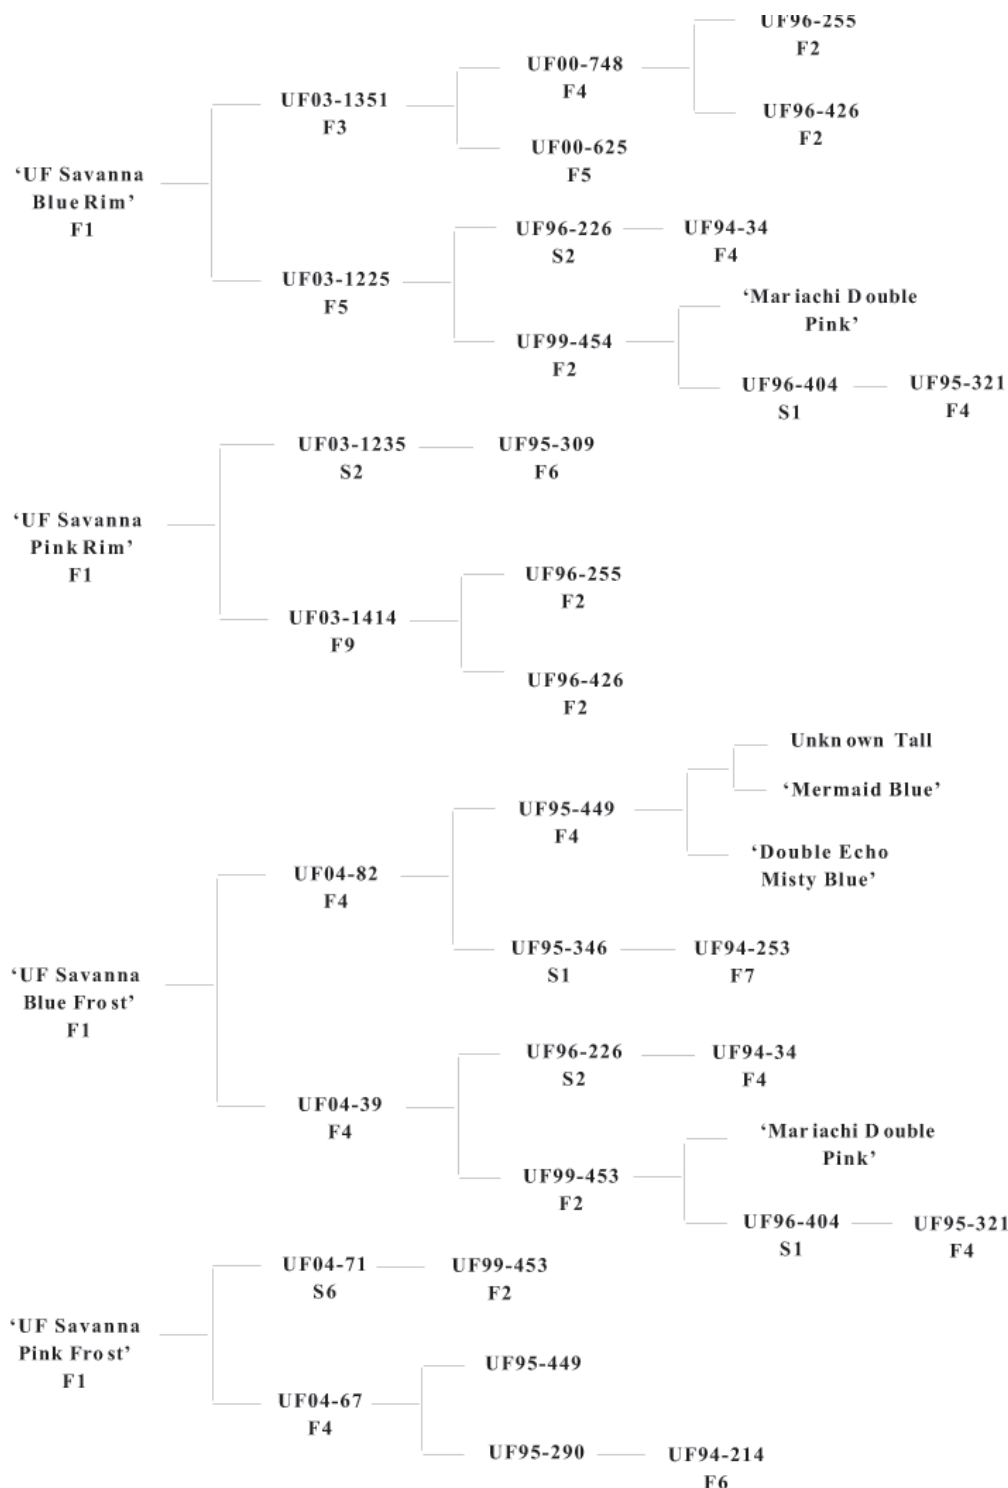 UF96-255
F2
UF00-748
F4
UF96-426
F2
UF03-1351
F3
UF00-625
F5
‘UF Savanna
Blue Rim’
F1
UF96-226
S2
UF94-34
F4
UF03-1225
F5
‘Mariachi Double
Pink’
UF99-454
F2
UF96-404
S1
UF95-321
F4
UF03-1235
S2
UF95-309
F6
‘UF Savanna
Pink Rim’
F1
UF96-255
F2
UF03-1414
F9
UF96-426
F2
Unknown Tall
‘Mermaid Blue’
UF95-449
F4
‘Double Echo
Misty Blue’
UF04-82
F4
UF95-346
S1
UF94-253
F7
‘UF Savanna
Blue Frost’
F1
UF96-226
S2
UF94-34
F4
UF04-39
F4
‘Mariachi Double
Pink’
UF99-453
F2
UF96-404
S1
UF95-321
F4
UF04-71
S6
UF99-453
F2
‘UF Savanna
Pink Frost’
F1
UF95-449
UF04-67
F4
UF95-290
UF94-214
F6